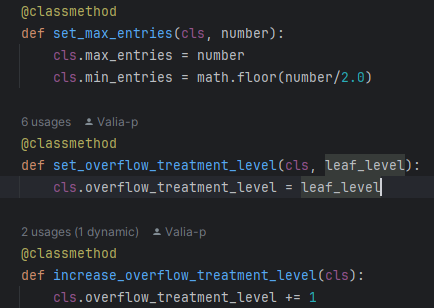 @classmethod
def set_max_entries(cls, number):
    cls.max_entries = number
    cls.min_entries = math.floor(number/2.0)
6 usages Valia-p
@classmethod
def set_overflow_treatment_level(cls, leaf_level):
    cls.overflow_treatment_level = leaf_level
2 usages (1 dynamic) Valia-p
@classmethod
def increase_overflow_treatment_level(cls):
    cls.overflow_treatment_level += 1